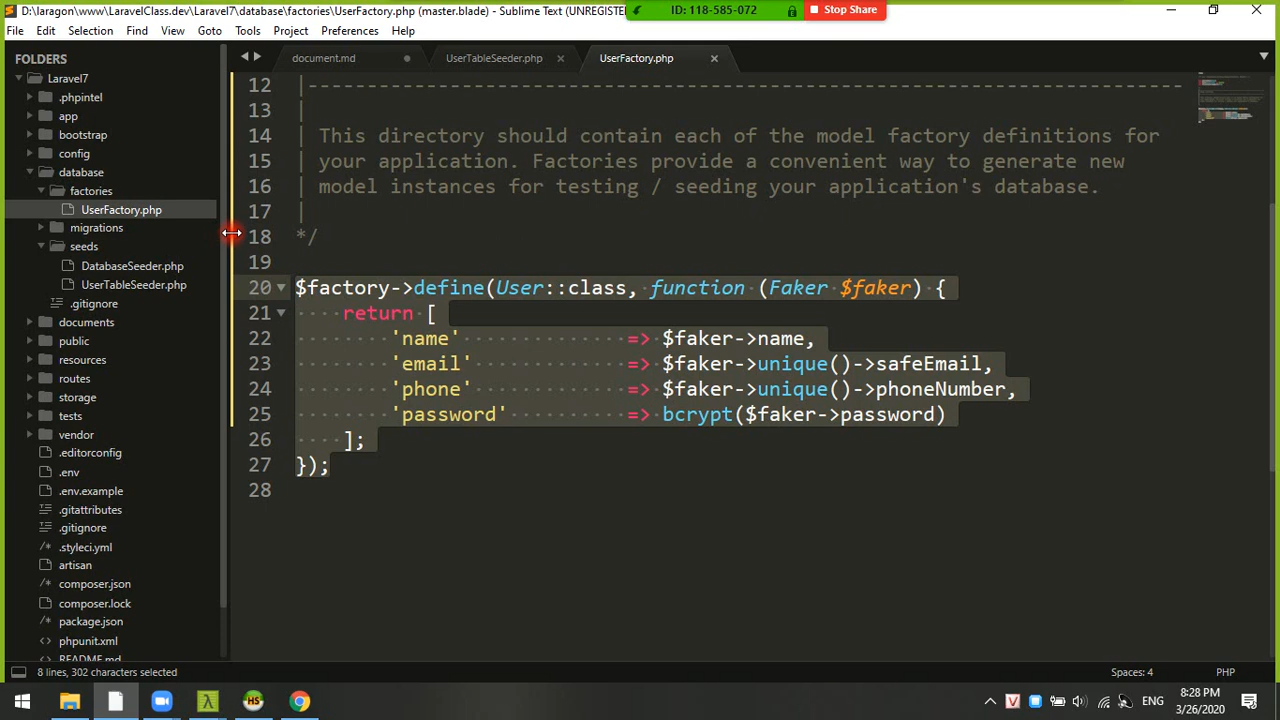 D:\laragon\www\LaravelClass.dev\Laravel7\database\factories\UserFactory.php (master.blade) - Sublime Text (UNREGISTER
ID: 118-585-072
Stop Share
File Edit Selection Find View Goto Tools Project Preferences Help
FOLDERS
Laravel7
.phpintel
app
bootstrap
config
database
factories
UserFactory.php
migrations
seeds
DatabaseSeeder.php
UserTableSeeder.php
.gitignore
documents
public
resources
routes
storage
tests
vendor
.editorconfig
.env
.env.example
.gitattributes
.gitignore
.styleci.yml
artisan
composer.json
composer.lock
package.json
phpunit.xml
README.md
document.md UserTableSeeder.php UserFactory.php
12 |--------------------------------------------------------------------------
13 |
14 | This directory should contain each of the model factory definitions for
15 | your application. Factories provide a convenient way to generate new
16 | model instances for testing / seeding your application's database.
17 |
18 */
19
20 $factory->define(User::class, function (Faker $faker) {
21 return [
22 'name' => $faker->name,
23 'email' => $faker->unique()->safeEmail,
24 'phone' => $faker->unique()->phoneNumber,
25 'password' => bcrypt($faker->password)
26 ];
27 });
28
8 lines, 302 characters selected
Spaces: 4 PHP
HS
V
ENG
8:28 PM
3/26/2020